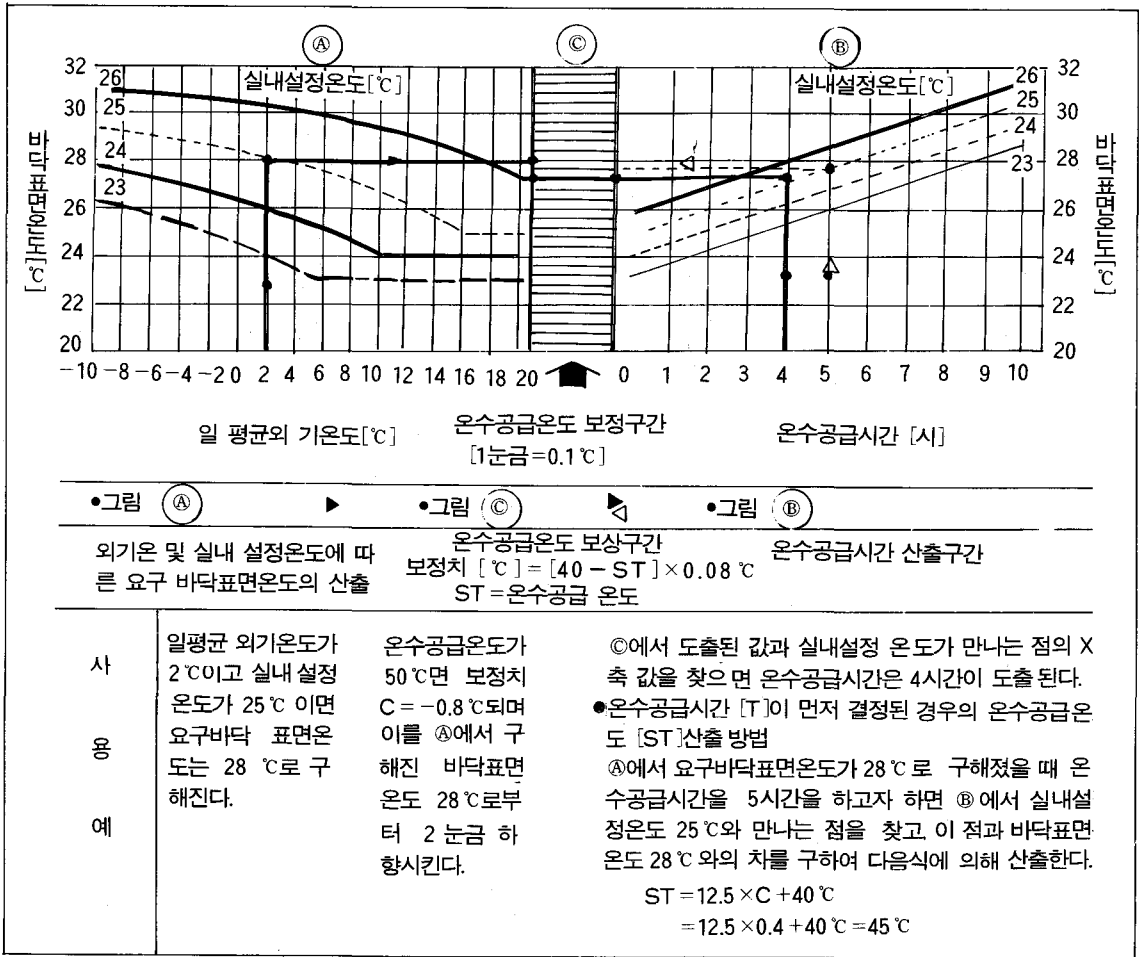 Ⓐ Ⓒ Ⓑ
32 26 실내설정온도[℃] 실내설정온도[℃] 26 32
30 25 25 30
28 24 24 28
26 23 23 26
24 24
22 22
20 20
바닥표면온도[℃]
바닥표면온도[℃]
−10 −8 −6 −4 −2 0 2 4 6 8 10 12 14 16 18 20 0 1 2 3 4 5 6 7 8 9 10
일 평균외 기온도[℃] 온수공급온도 보정구간 온수공급시간 [시]
[1눈금=0.1℃]
•그림 Ⓐ ▶ •그림 Ⓒ •그림 Ⓑ
외기온 및 실내 설정온도에 따
른 요구 바닥표면온도의 산출
온수공급온도 보상구간
보정치 [℃]=[40−ST]×0.08℃
ST=온수공급 온도
온수공급시간 산출구간
사
용
예
일평균 외기온도가
2℃이고 실내 설정
온도가 25℃ 이면
요구바닥 표면온
도는 28 ℃로 구
해진다.
온수공급온도가
50℃면 보정치
C=−0.8℃되며
이를 Ⓐ에서 구
해진 바닥표면
온도 28℃로부
터 2 눈금 하
향시킨다.
Ⓒ에서 도출된 값과 실내설정 온도가 만나는 점의 X
축 값을 찾으면 온수공급시간은 4시간이 도출 된다.
●온수공급시간 [T]이 먼저 결정된 경우의 온수공급온
도 [ST]산출 방법
Ⓐ에서 요구바닥표면온도가 28℃로 구해졌을 때 온
수공급시간을 5시간을 하고자 하면 Ⓑ에서 실내설
정온도 25℃와 만나는 점을 찾고, 이 점과 바닥표면
온도 28℃와의 차를 구하여 다음식에 의해 산출한다.
ST=12.5×C+40℃
=12.5×0.4+40℃=45℃